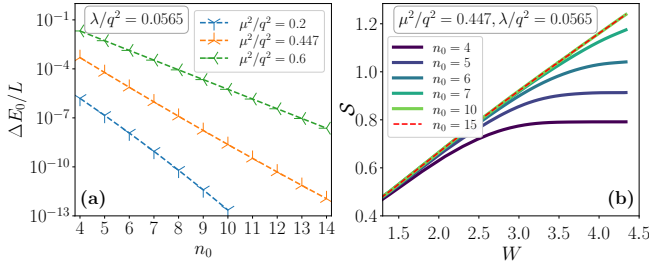 λ/q² = 0.0565
μ²/q² = 0.2
μ²/q² = 0.447
μ²/q² = 0.6
ΔE₀/L
10⁻¹
10⁻⁴
10⁻⁷
10⁻¹⁰
10⁻¹³
(a)
4 5 6 7 8 9 10 11 12 13 14
n₀
μ²/q² = 0.447, λ/q² = 0.0565
n₀ = 4
n₀ = 5
n₀ = 6
n₀ = 7
n₀ = 10
n₀ = 15
S
1.2
1.0
0.8
0.6
0.4
(b)
1.5 2.0 2.5 3.0 3.5 4.0 4.5
W